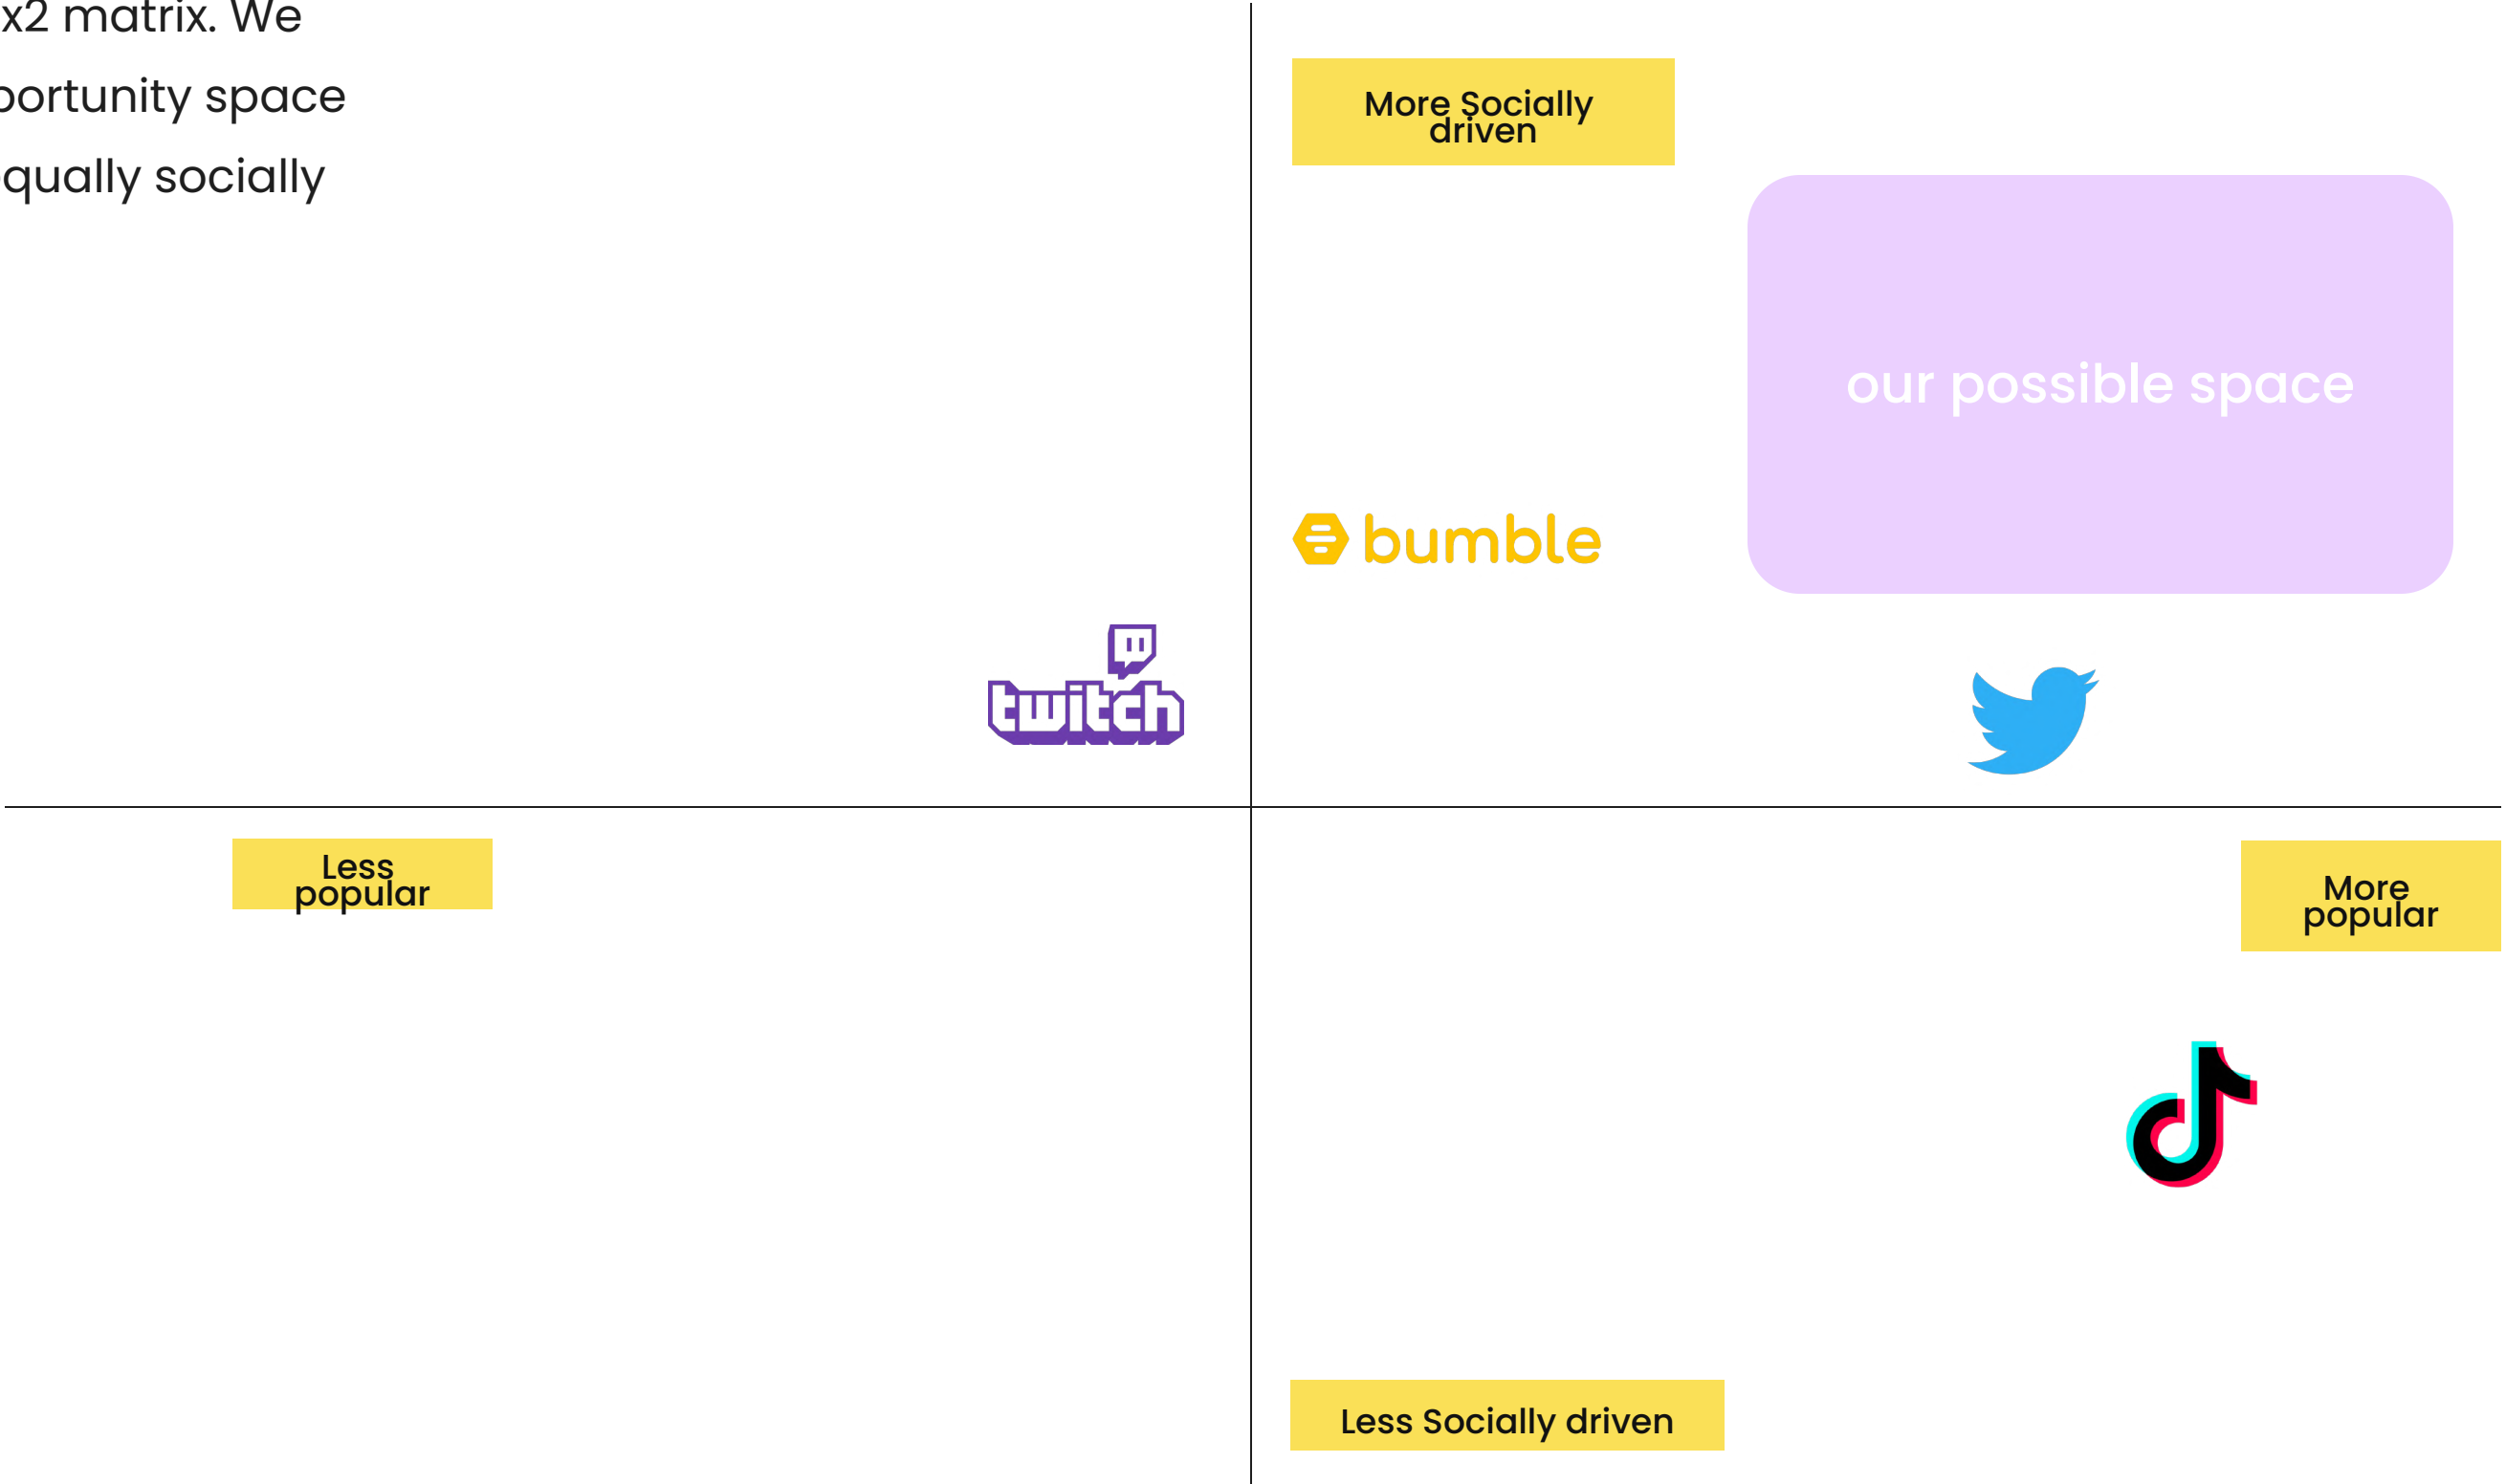 x2 matrix. We
portunity space
qually socially
More Socially
driven
our possible space
bumble
twitch
Less
popular
More
popular
Less Socially driven